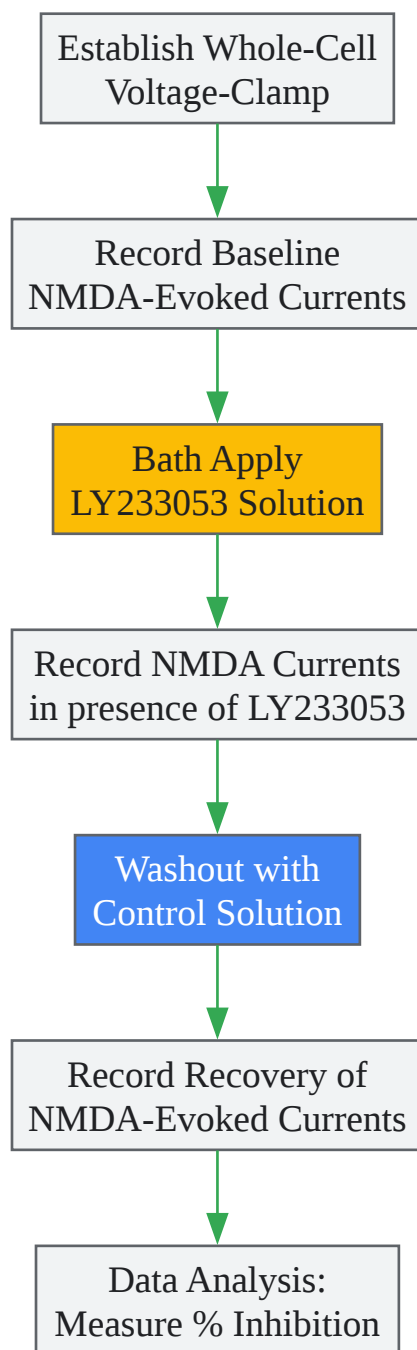 Establish Whole-Cell
Voltage-Clamp
Record Baseline
NMDA-Evoked Currents
Bath Apply
LY233053 Solution
Record NMDA Currents
in presence of LY233053
Washout with
Control Solution
Record Recovery of
NMDA-Evoked Currents
Data Analysis:
Measure % Inhibition